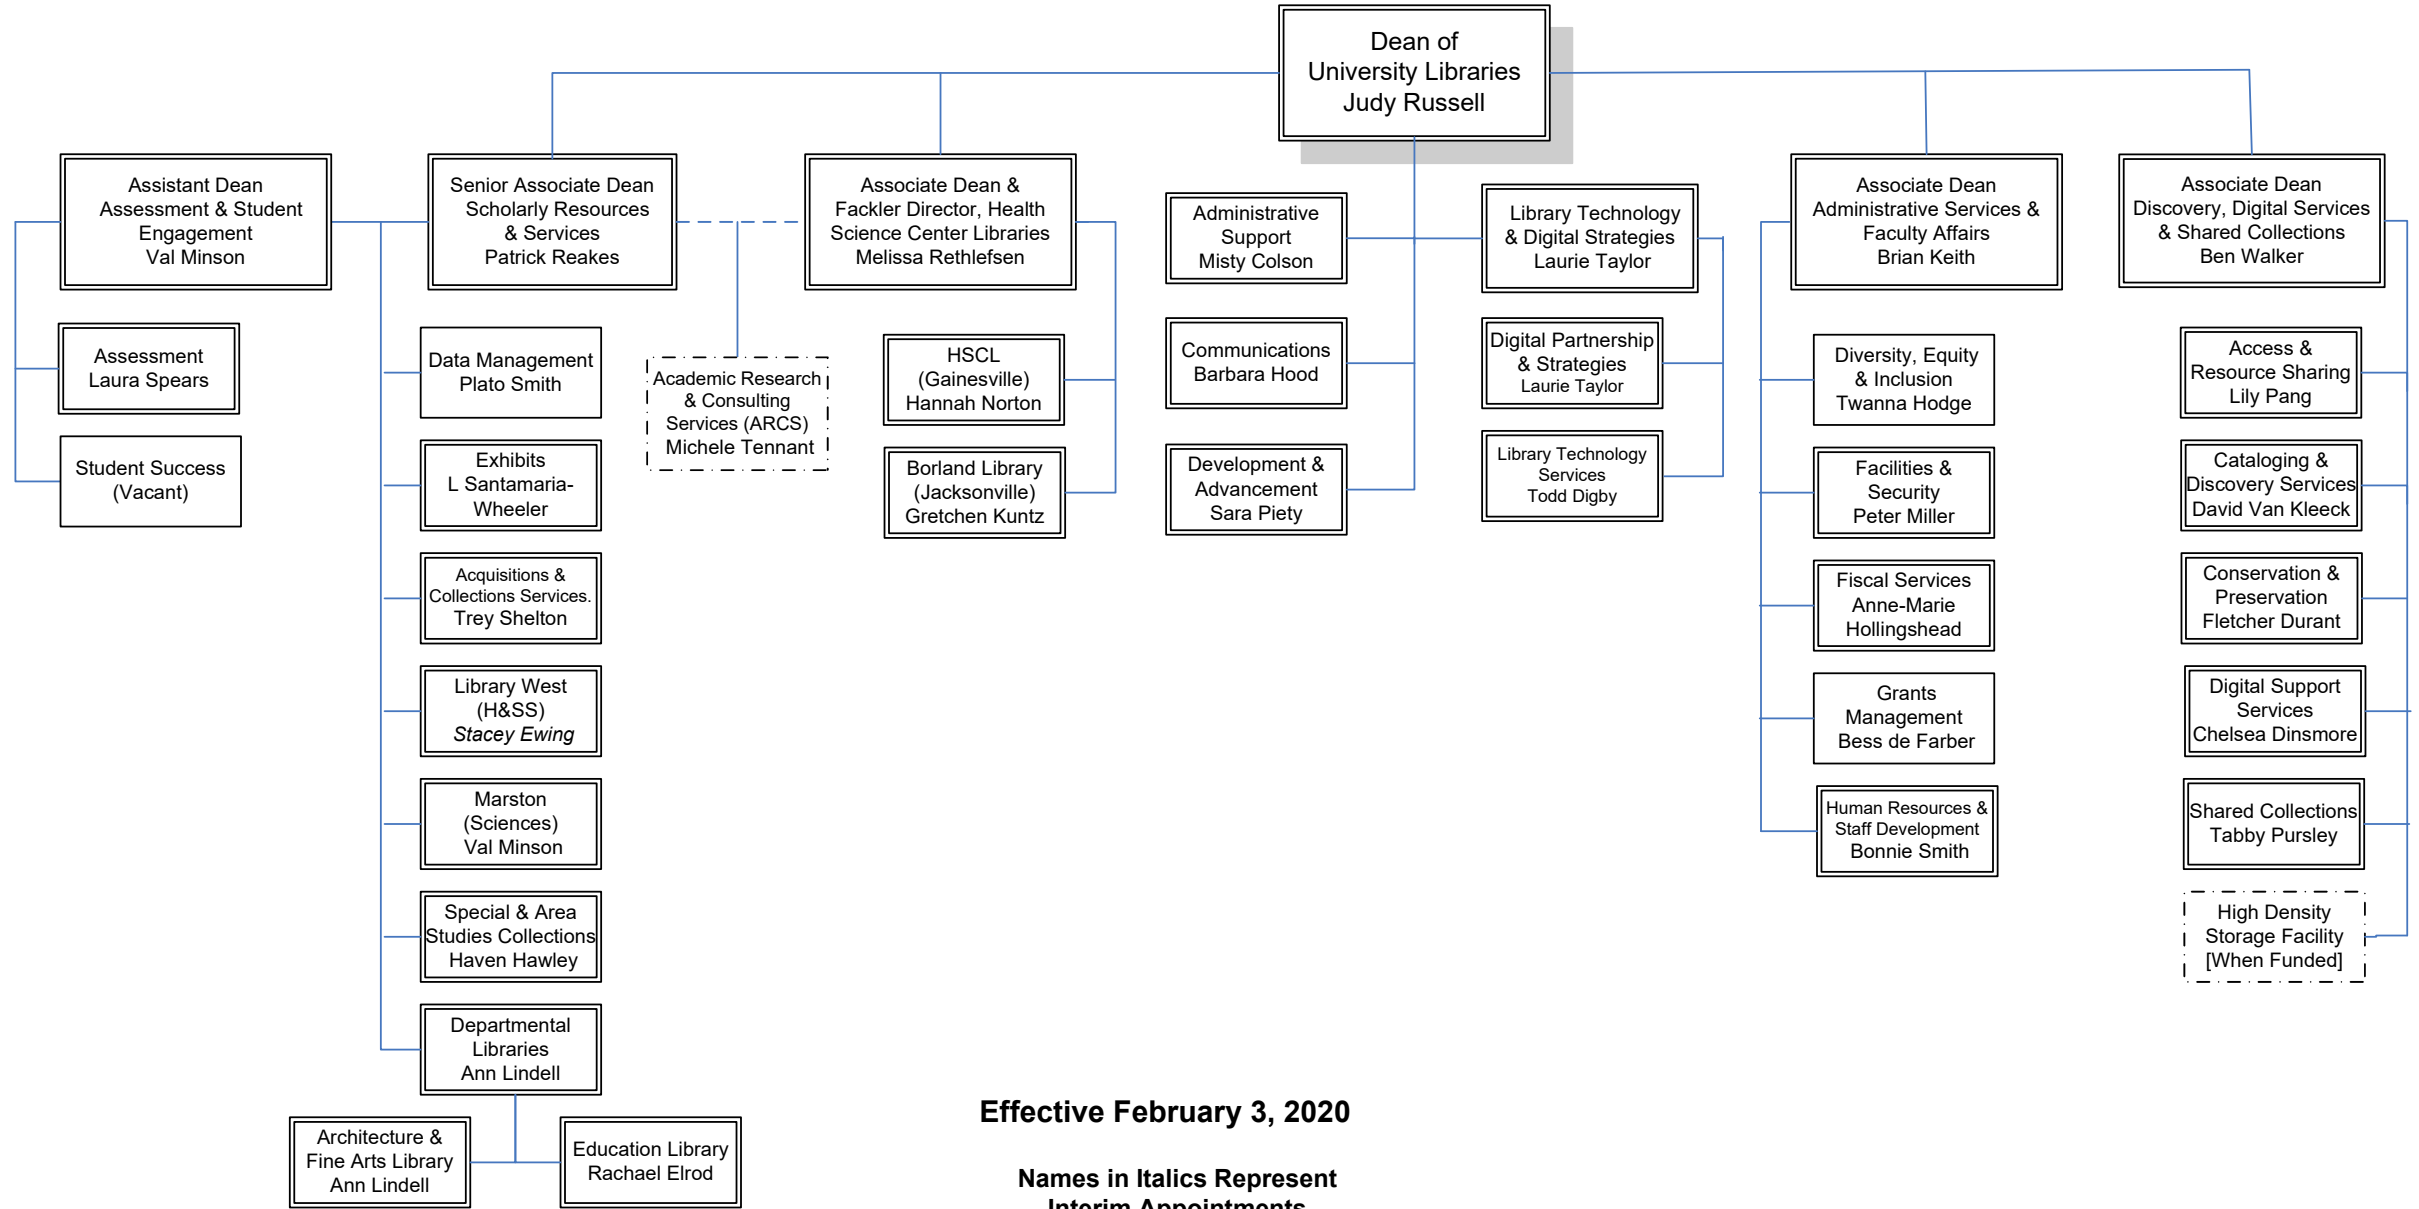 Dean of
University Libraries
Judy Russell
Assistant Dean
Assessment & Student
Engagement
Val Minson
Senior Associate Dean
Scholarly Resources
& Services
Patrick Reakes
Associate Dean &
Fackler Director, Health
Science Center Libraries
Melissa Rethlefsen
Administrative
Support
Misty Colson
Library Technology
& Digital Strategies
Laurie Taylor
Associate Dean
Administrative Services &
Faculty Affairs
Brian Keith
Associate Dean
Discovery, Digital Services
& Shared Collections
Ben Walker
Assessment
Laura Spears
Student Success
(Vacant)
Data Management
Plato Smith
Exhibits
L Santamaria-
Wheeler
Acquisitions &
Collections Services.
Trey Shelton
Library West
(H&SS)
Stacey Ewing
Marston
(Sciences)
Val Minson
Special & Area
Studies Collections
Haven Hawley
Departmental
Libraries
Ann Lindell
Architecture &
Fine Arts Library
Ann Lindell
Education Library
Rachael Elrod
Academic Research
& Consulting
Services (ARCS)
Michele Tennant
HSCL
(Gainesville)
Hannah Norton
Borland Library
(Jacksonville)
Gretchen Kuntz
Communications
Barbara Hood
Development &
Advancement
Sara Piety
Digital Partnership
& Strategies
Laurie Taylor
Library Technology
Services
Todd Digby
Diversity, Equity
& Inclusion
Twanna Hodge
Facilities &
Security
Peter Miller
Fiscal Services
Anne-Marie
Hollingshead
Grants
Management
Bess de Farber
Human Resources &
Staff Development
Bonnie Smith
Access &
Resource Sharing
Lily Pang
Cataloging &
Discovery Services
David Van Kleeck
Conservation &
Preservation
Fletcher Durant
Digital Support
Services
Chelsea Dinsmore
Shared Collections
Tabby Pursley
High Density
Storage Facility
[When Funded]
Effective February 3, 2020
Names in Italics Represent
Interim Appointments